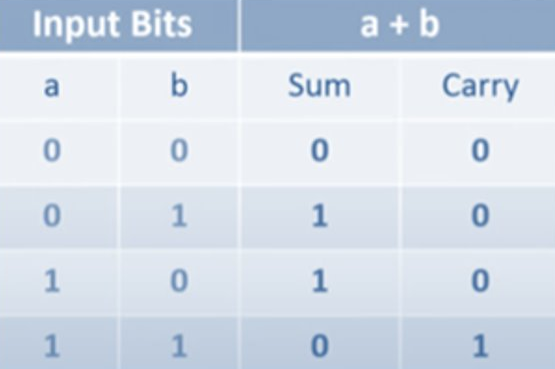 Input Bits a + b
a b Sum Carry
0 0 0 0
0 1 1 0
1 0 1 0
1 1 0 1